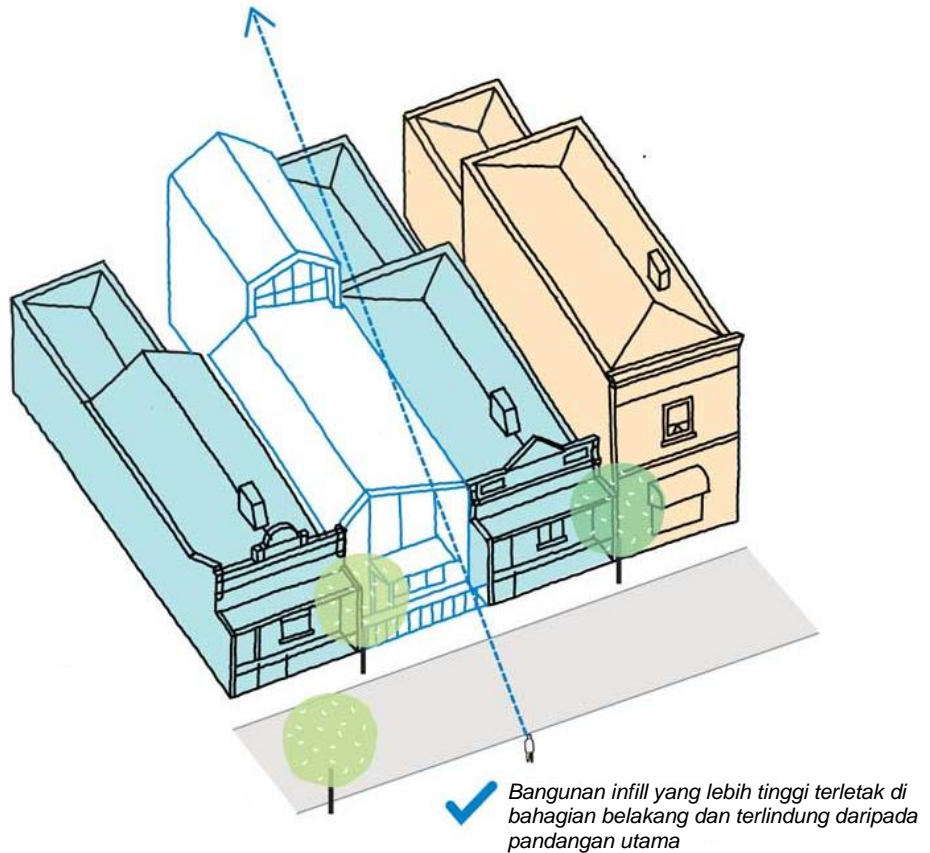 Bangunan infill yang lebih tinggi terletak di
bahagian belakang dan terlindung daripada
pandangan utama